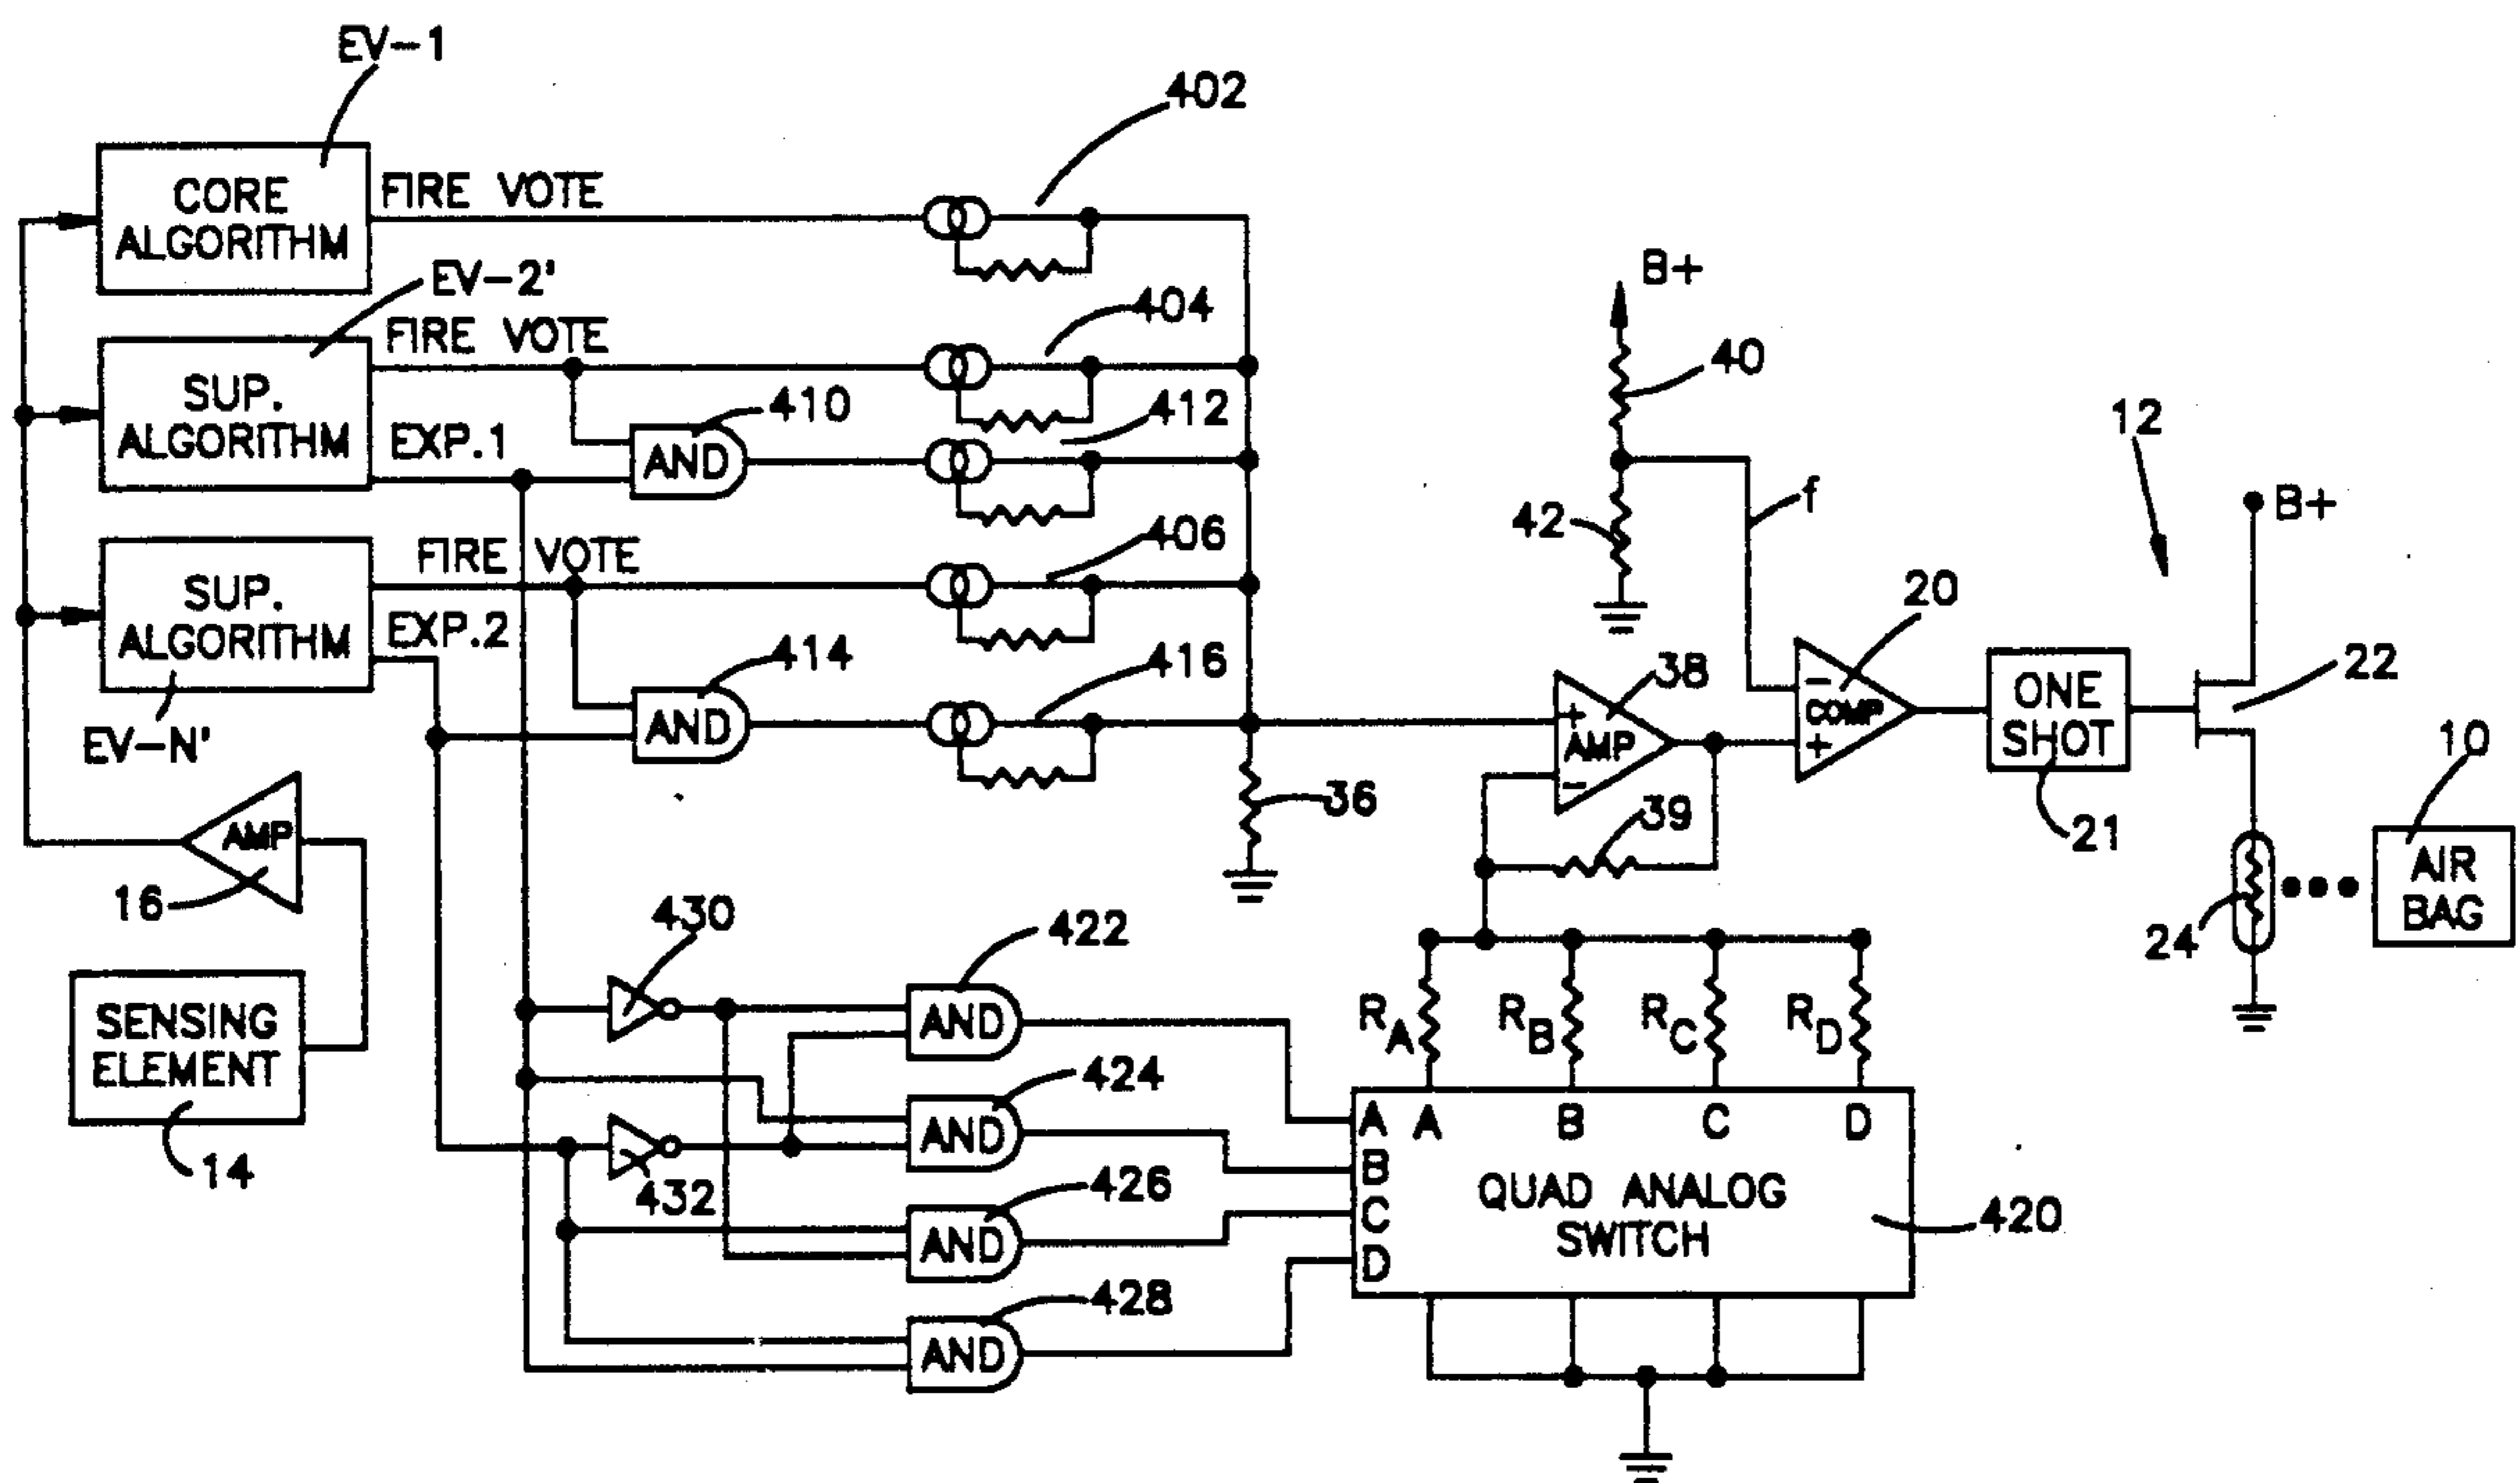 EV-1
402
CORE
ALGORITHM
FIRE VOTE
EV-2'
404
FIRE VOTE
SUP.
ALGORITHM
EXP.1
410
AND
412
B+
40
42
f
12
B+
FIRE VOTE
406
SUP.
ALGORITHM
EXP.2
EV-N'
414
AND
416
38
+
AMP
-
20
-
COMP
+
ONE
SHOT
21
22
10
AIR
BAG
24
36
39
AMP
16
SENSING
ELEMENT
14
430
422
AND
424
AND
432
426
AND
428
AND
RA
RB
RC
RD
A A B C D
B
C
D
QUAD ANALOG
SWITCH
420